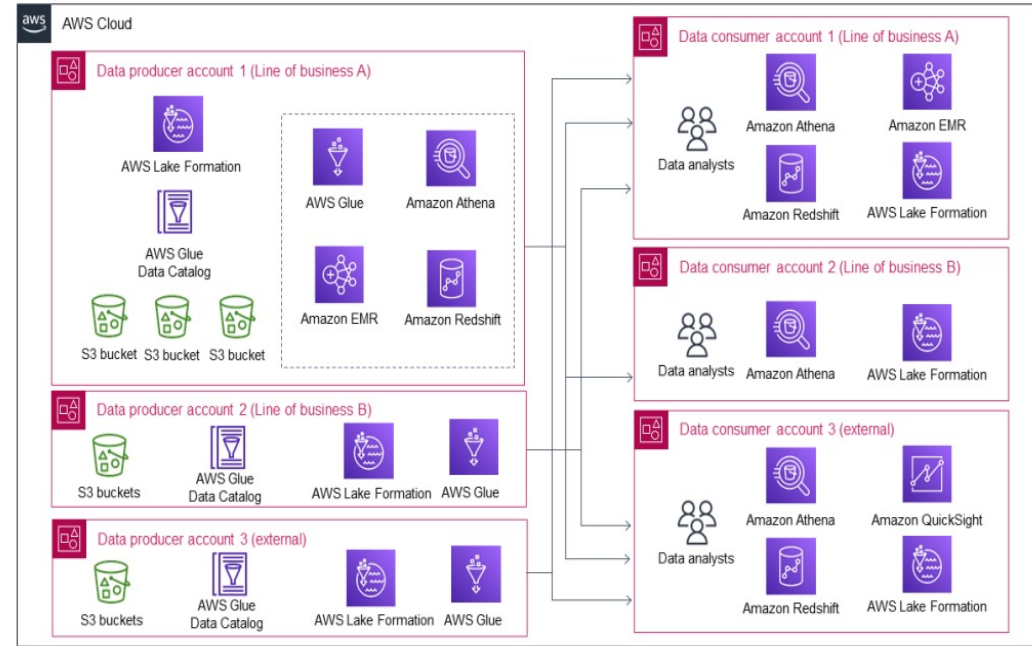 aws
AWS Cloud
Data producer account 1 (Line of business A)
AWS Lake Formation
AWS Glue
Data Catalog
S3 bucket
S3 bucket
S3 bucket
AWS Glue
Amazon Athena
Amazon EMR
Amazon Redshift
Data producer account 2 (Line of business B)
S3 buckets
AWS Glue
Data Catalog
AWS Lake Formation
AWS Glue
Data producer account 3 (external)
S3 buckets
AWS Glue
Data Catalog
AWS Lake Formation
AWS Glue
Data consumer account 1 (Line of business A)
Data analysts
Amazon Athena
Amazon EMR
Amazon Redshift
AWS Lake Formation
Data consumer account 2 (Line of business B)
Data analysts
Amazon Athena
AWS Lake Formation
Data consumer account 3 (external)
Data analysts
Amazon Athena
Amazon QuickSight
Amazon Redshift
AWS Lake Formation